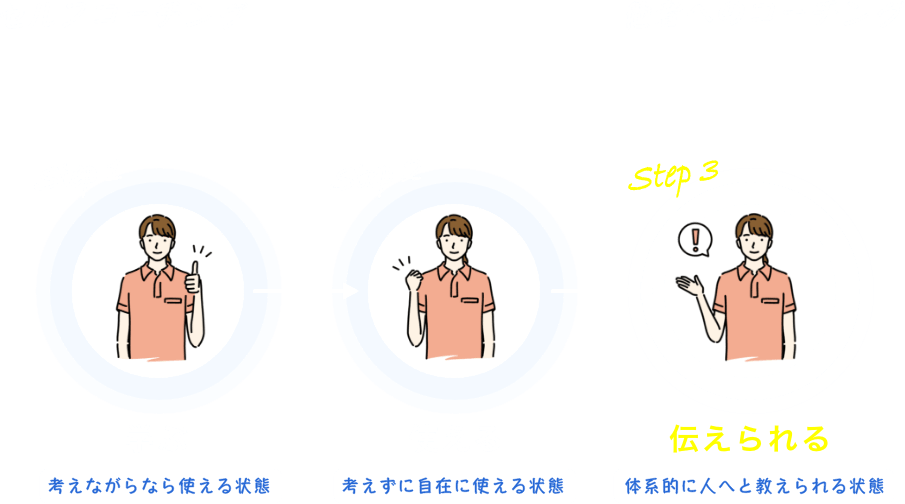 Step 3
伝えられる
考えながらなら使える状態
考えずに自在に使える状態
体系的に人へと教えられる状態